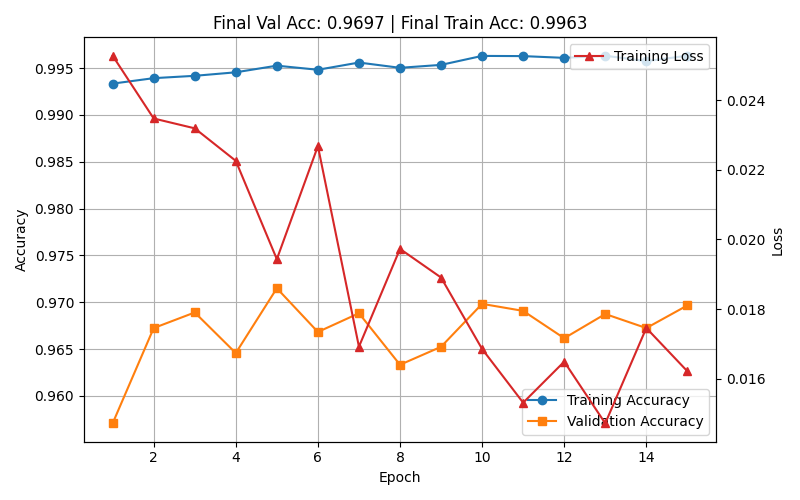 Final Val Acc: 0.9697 | Final Train Acc: 0.9963
Training Loss
0.995
0.990
0.985
0.980
0.975
0.970
0.965
0.960
Accuracy
0.024
0.022
0.020
0.018
0.016
Loss
Training Accuracy
Validation Accuracy
2 4 6 8 10 12 14
Epoch